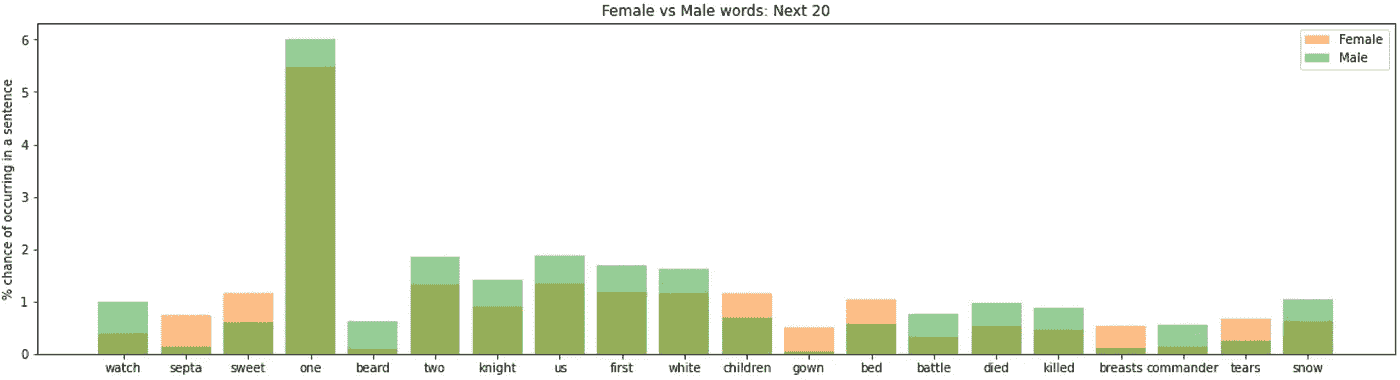 Female vs Male words: Next 20
Female
Male
% chance of occurring in a sentence
6
5
4
3
2
1
0
watch septa sweet one beard two knight us first white children gown bed battle died killed breasts commander tears snow